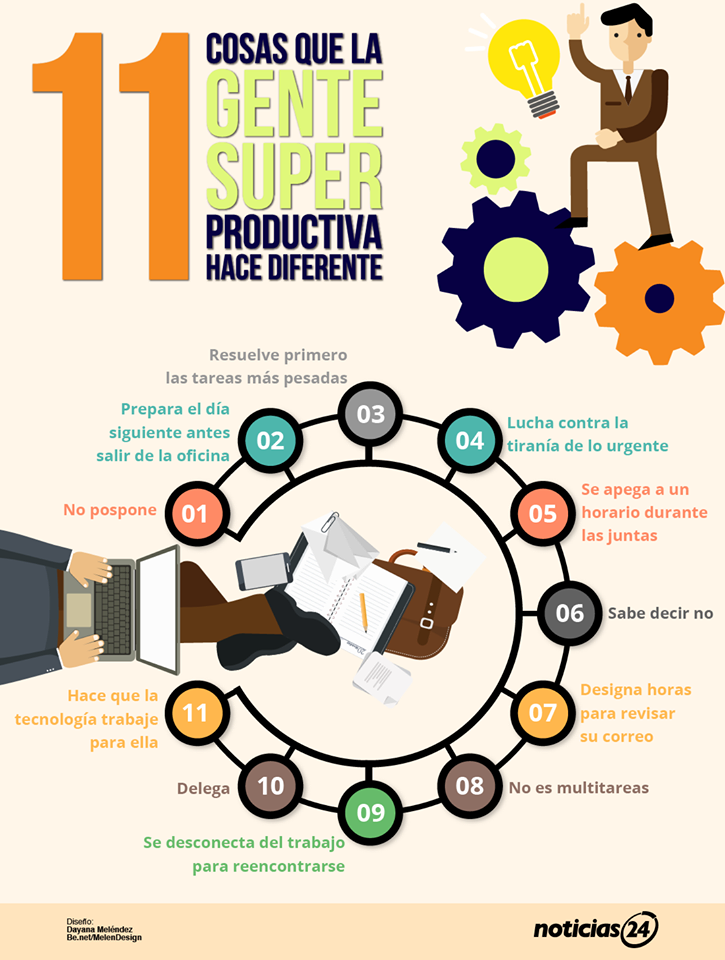 11
COSAS QUE LA
GENTE
SUPER
PRODUCTIVA
HACE DIFERENTE
01
No pospone
02
Prepara el día
siguiente antes
salir de la oficina
03
Resuelve primero
las tareas más pesadas
04
Lucha contra la
tiranía de lo urgente
05
Se apega a un
horario durante
las juntas
06
Sabe decir no
07
Designa horas
para revisar
su correo
08
No es multitareas
09
Se desconecta del trabajo
para reencontrarse
10
Delega
11
Hace que la
tecnología trabaje
para ella
Diseño:
Dayana Meléndez
Be.net/MelenDesign
noticias24